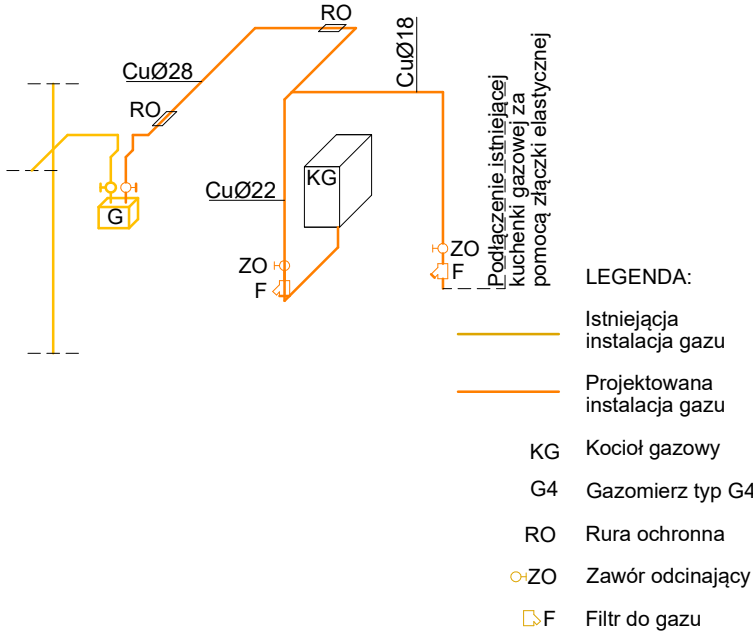 RO
CuØ28
RO
CuØ18
Podłączenie istniejącej
kuchenki gazowej za
pomocą złączki elastycznej
KG
G
CuØ22
ZO
F
ZO
F
LEGENDA:
Istniejącja
instalacja gazu
Projektowana
instalacja gazu
KG Kocioł gazowy
G4 Gazomierz typ G4
RO Rura ochronna
ZO Zawór odcinający
F Filtr do gazu